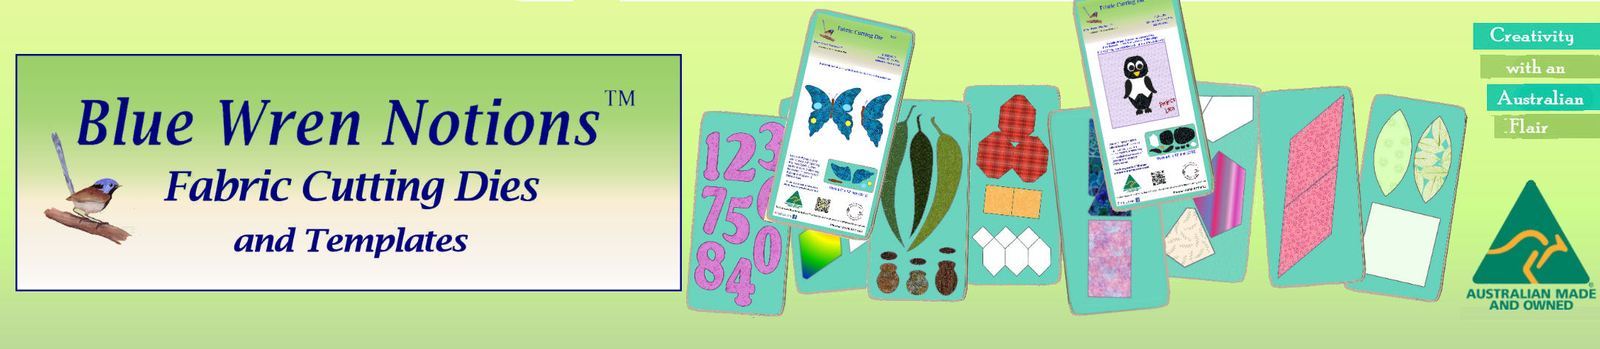 Blue Wren Notions™
Fabric Cutting Dies
and Templates
123
750
840
Fabric Cutting Die
Fabric Cutting Die
Creativity
with an
Australian
Flair
AUSTRALIAN MADE
AND OWNED